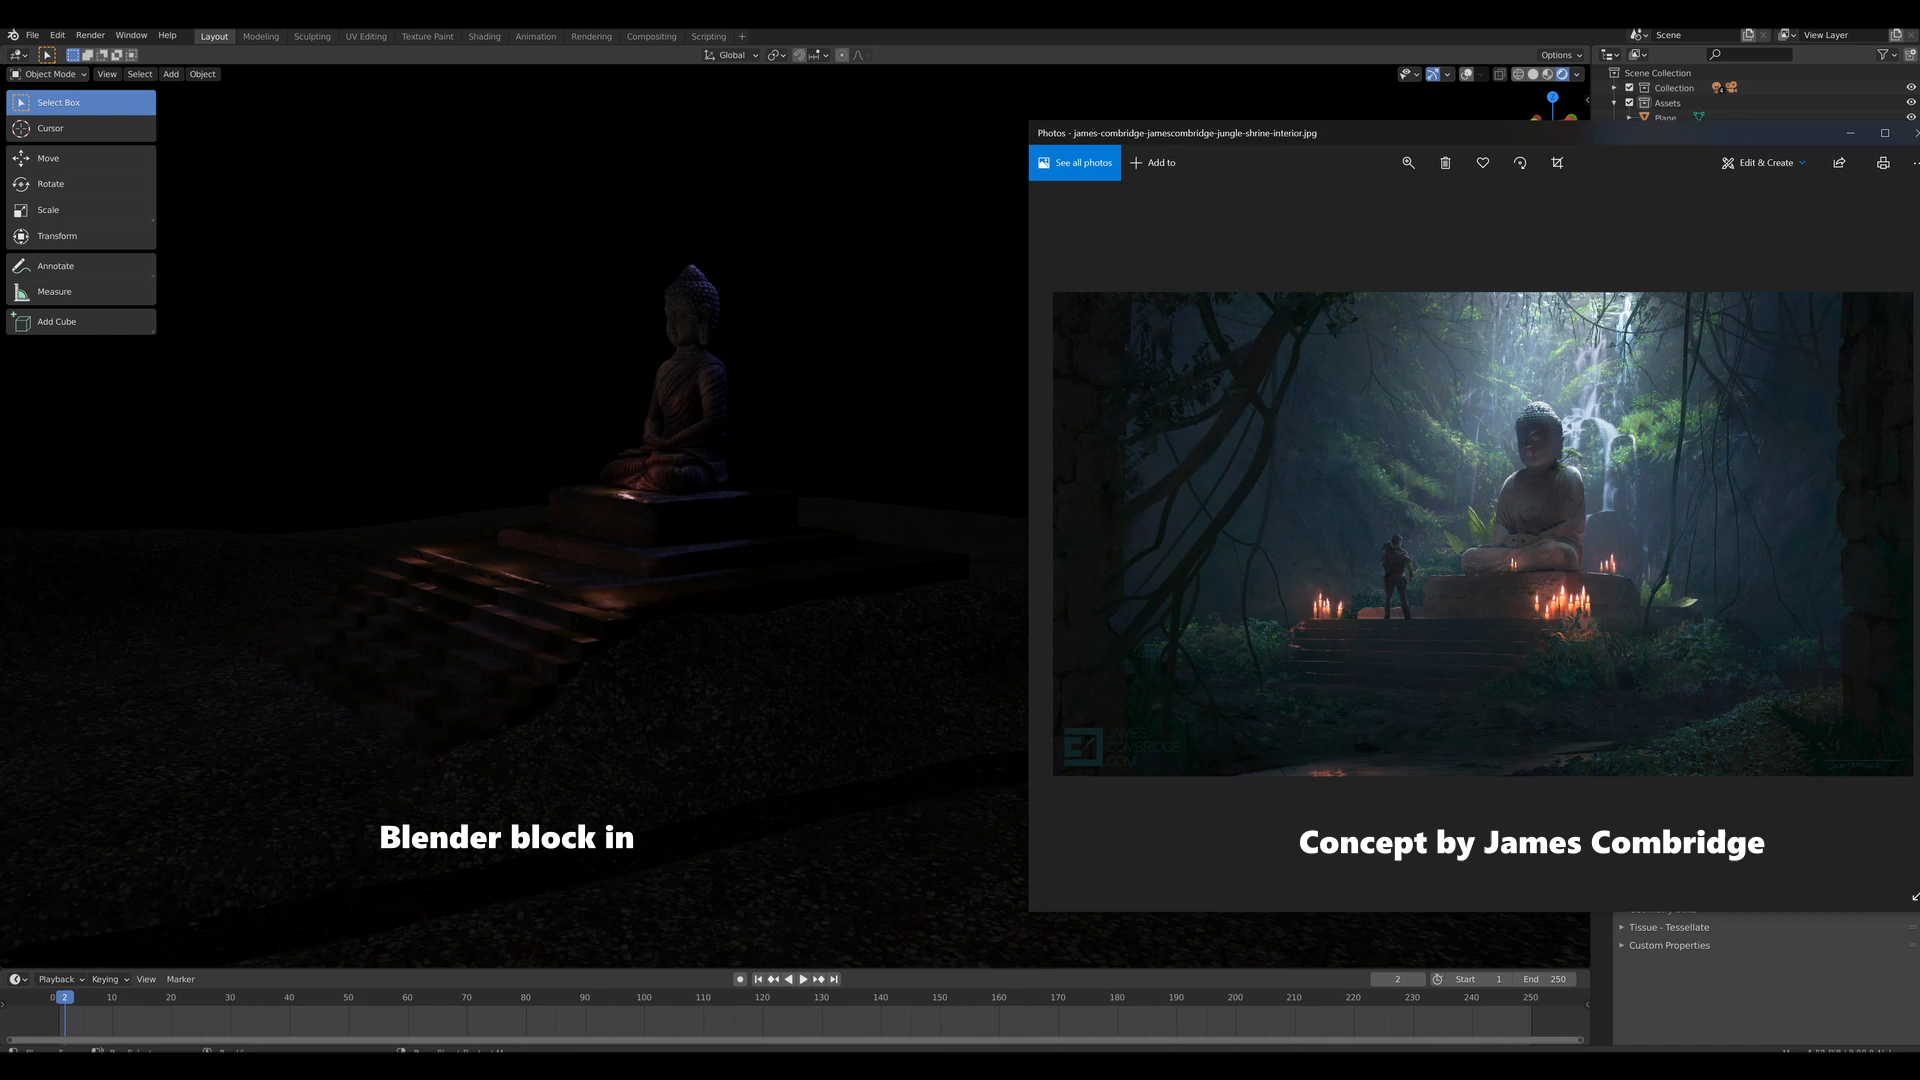 File Edit Render Window Help Layout Modeling Sculpting UV Editing Texture Paint Shading Animation Rendering Compositing Scripting + Scene View Layer
Global Options
Object Mode View Select Add Object
Scene Collection
Collection
Assets
Plane
Select Box
Cursor
Move
Rotate
Scale
Transform
Annotate
Measure
Add Cube
Photos - james-combridge-jamescombridge-jungle-shrine-interior.jpg
See all photos Add to Edit & Create
JAMES
COMBRIDGE
.COM
Blender block in
Concept by James Combridge
Tissue - Tessellate
Custom Properties
Playback Keying View Marker 2 Start 1 End 250
0 2 10 20 30 40 50 60 70 80 90 100 110 120 130 140 150 160 170 180 190 200 210 220 230 240 250